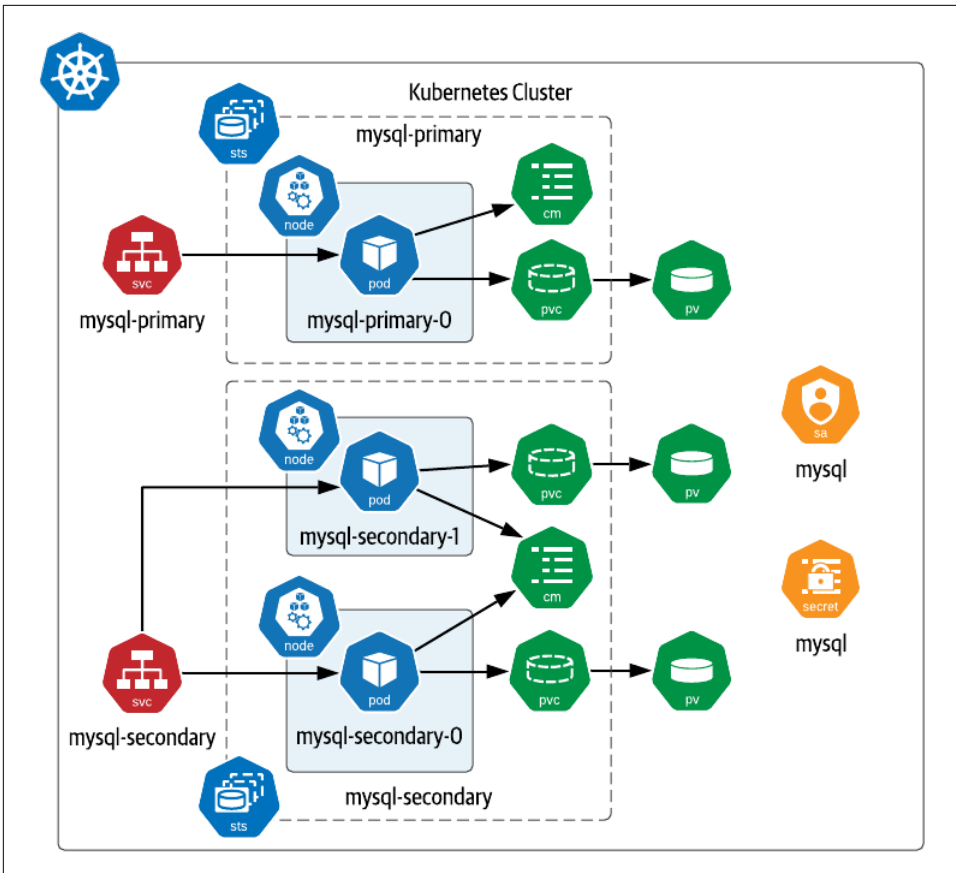 Kubernetes Cluster
mysql-primary
sts
node
cm
svc
pod
pvc
pv
mysql-primary
mysql-primary-0
node
sa
pod
pvc
pv
mysql
mysql-secondary-1
cm
node
secret
mysql
svc
pod
pvc
pv
mysql-secondary
mysql-secondary-0
mysql-secondary
sts